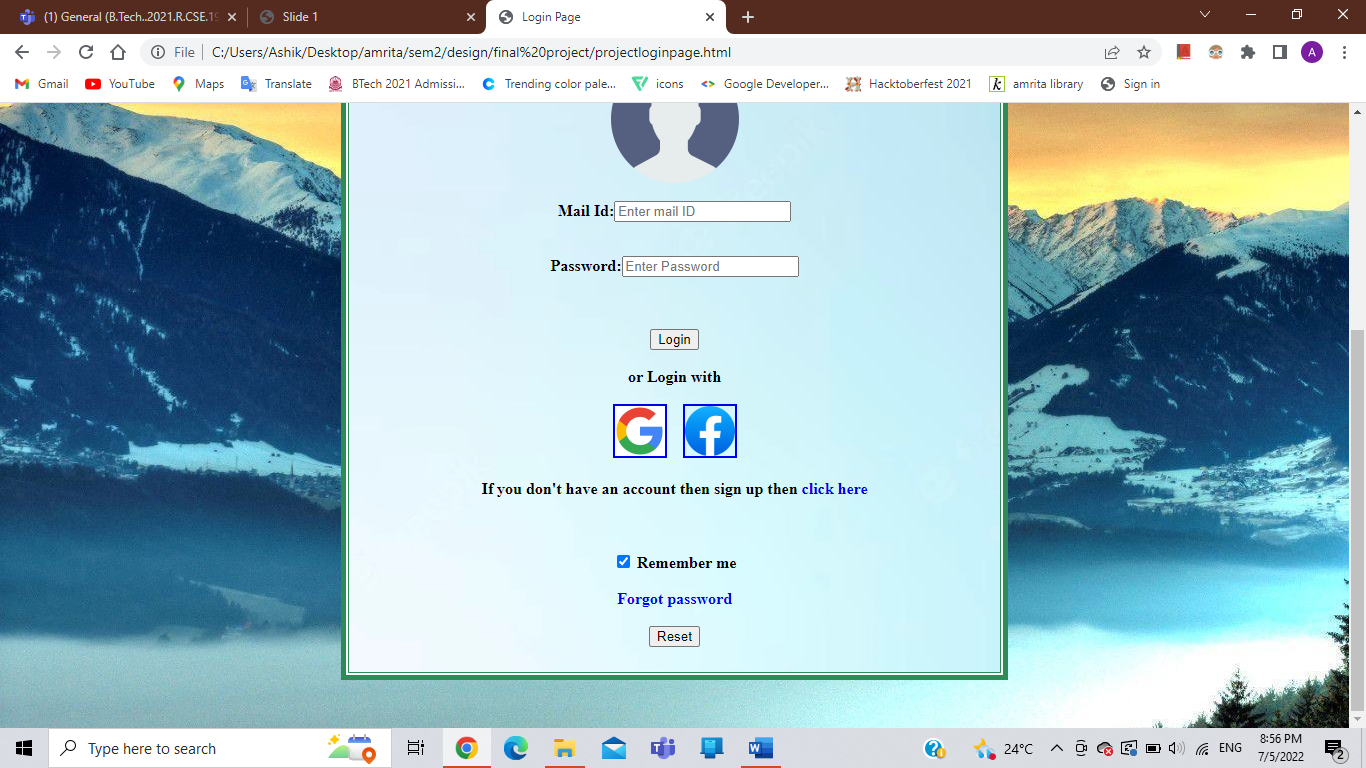 (1) General (B.Tech..2021.R.CSE.19
Slide 1
Login Page
File
C:/Users/Ashik/Desktop/amrita/sem2/design/final%20project/projectloginpage.html
A
Gmail
YouTube
Maps
Translate
BTech 2021 Admissi...
Trending color pale...
icons
Google Developer...
Hacktoberfest 2021
amrita library
Sign in
Mail Id: Enter mail ID
Password: Enter Password
Login
or Login with
If you don't have an account then sign up then click here
Remember me
Forgot password
Reset
Type here to search
24°C
ENG
8:56 PM
7/5/2022
2